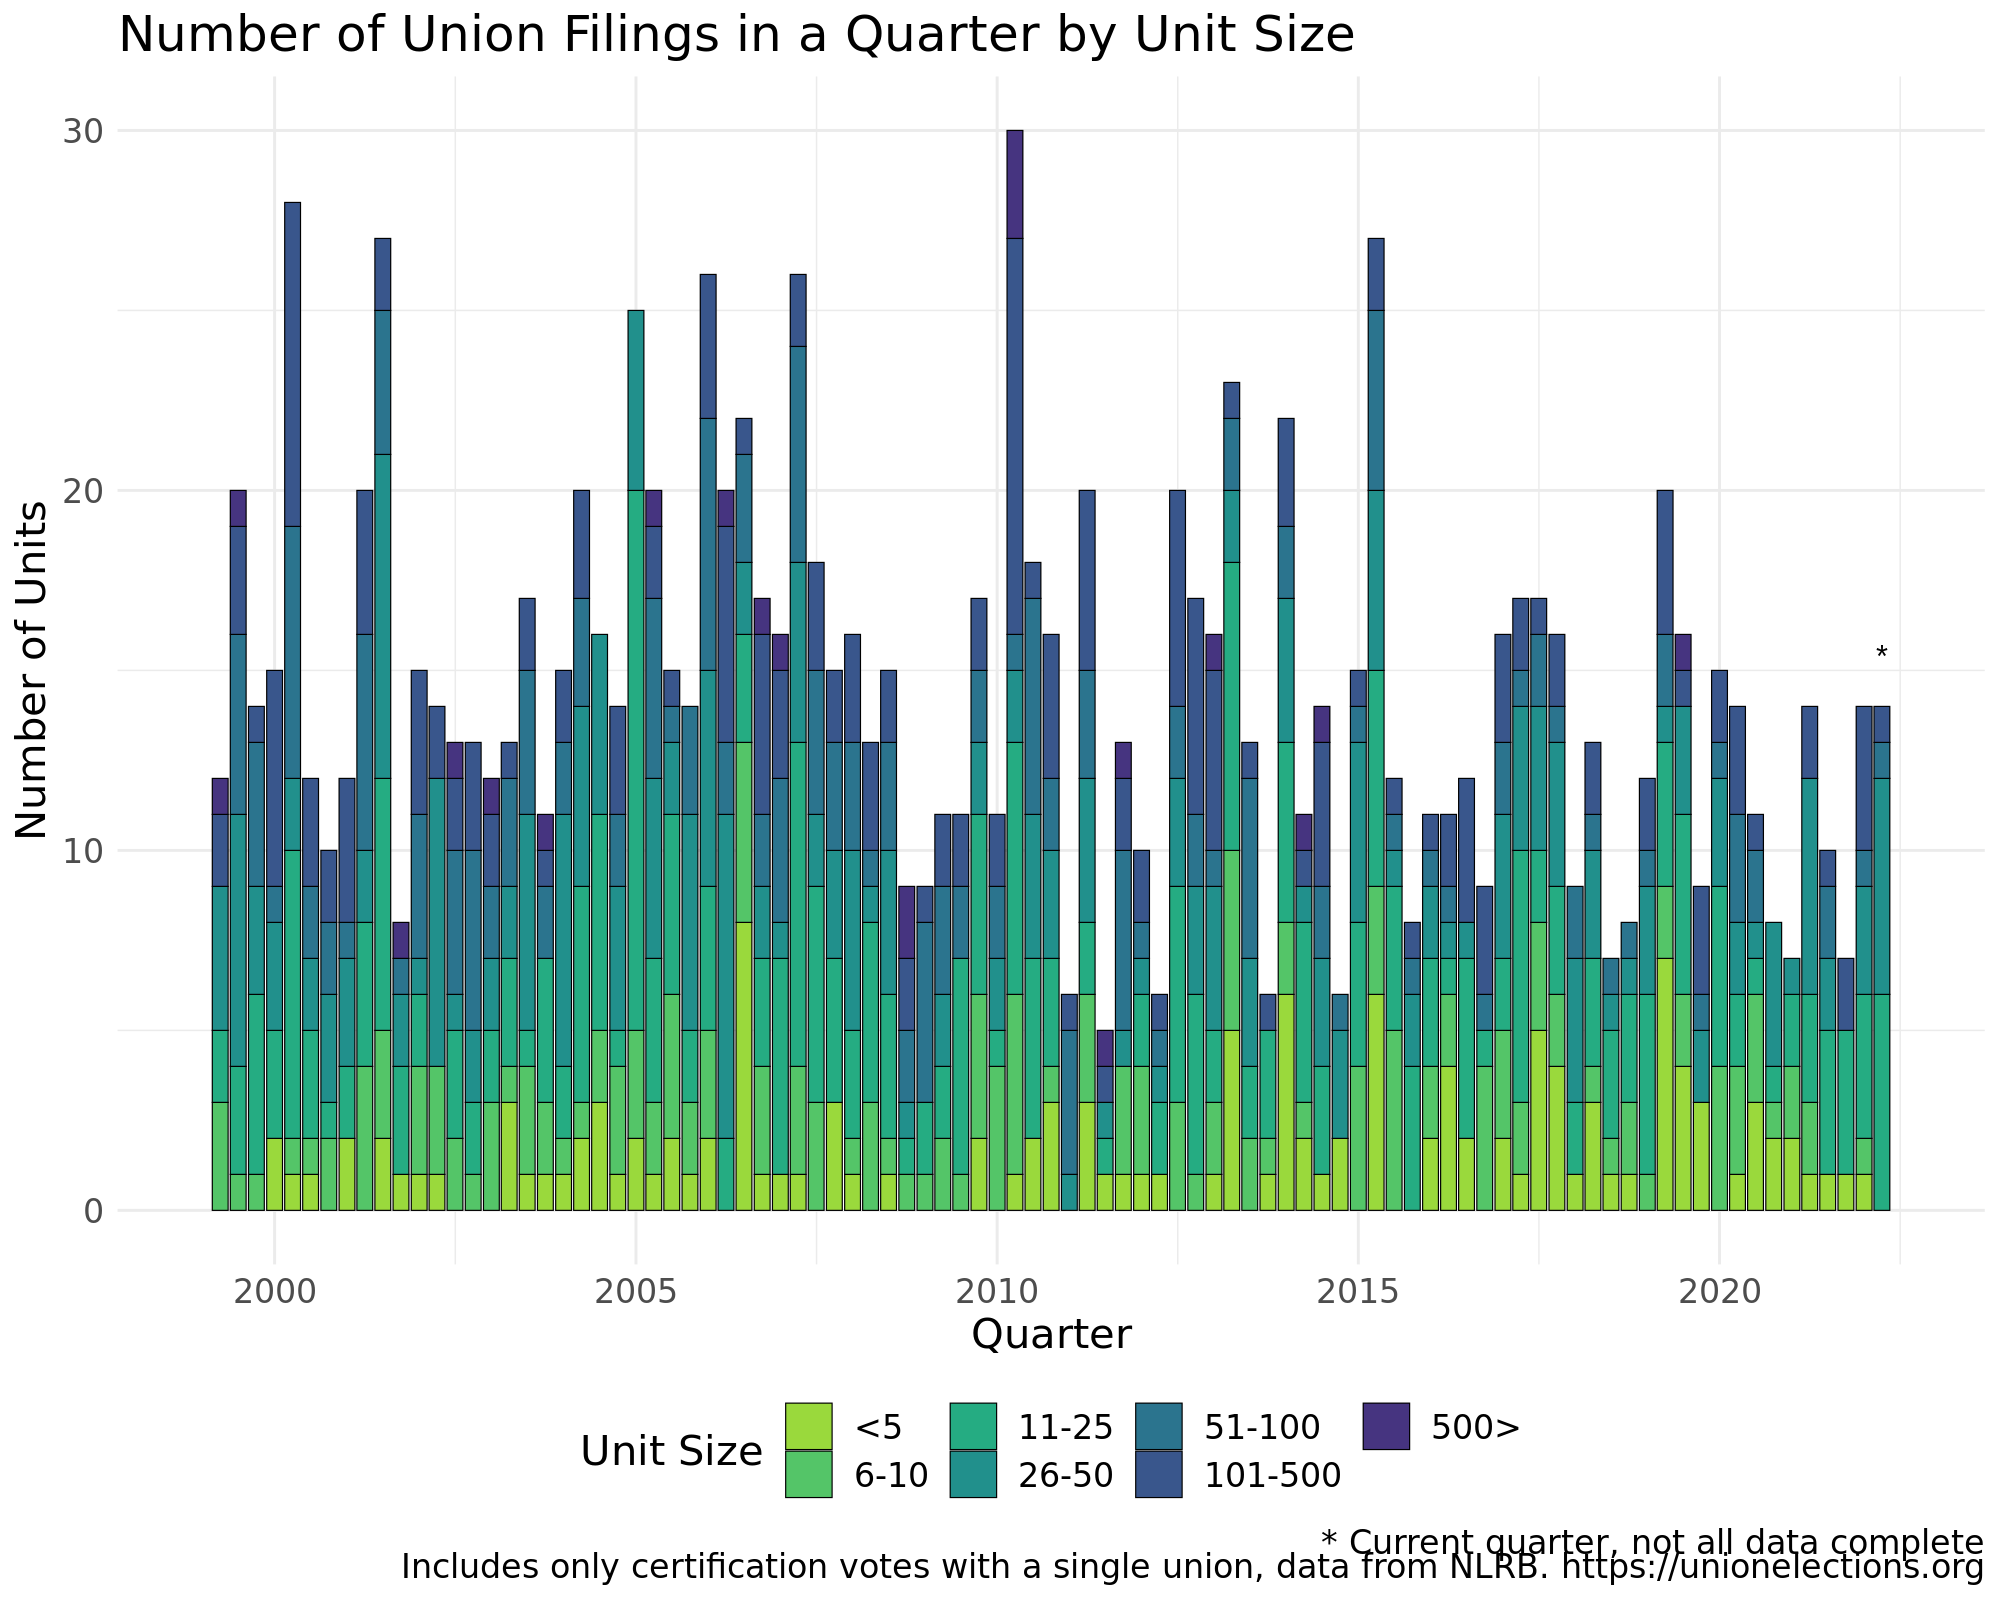 Number of Union Filings in a Quarter by Unit Size
Number of Units
30
20
10
0
*
2000 2005 2010 2015 2020
Quarter
Unit Size
<5 11-25 51-100 500>
6-10 26-50 101-500
* Current quarter, not all data complete
Includes only certification votes with a single union, data from NLRB. https://unionelections.org